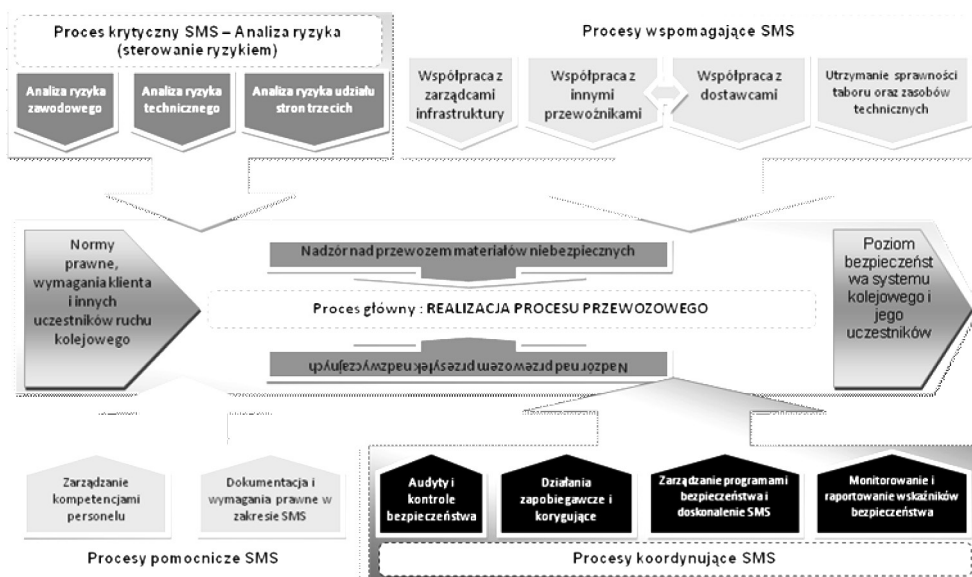 Proces krytyczny SMS – Analiza ryzyka
(sterowanie ryzykiem)
Analiza ryzyka
zawodowego
Analiza ryzyka
technicznego
Analiza ryzyka udziału
stron trzecich
Procesy wspomagające SMS
Współpraca z
zarządcami
infrastruktury
Współpraca z
innymi
przewoźnikami
Współpraca z
dostawcami
Utrzymanie sprawności
taboru oraz zasobów
technicznych
Normy
prawne,
wymagania klienta
i innych
uczestników ruchu
kolejowego
Nadzór nad przewozem materiałów niebezpiecznych
Proces główny : REALIZACJA PROCESU PRZEWOZOWEGO
Nadzór nad przewozem przesyłek nadzwyczajnych
Poziom
bezpieczeńst
wa systemu
kolejowego i
jego
uczestników
Zarządzanie
kompetencjami
personelu
Dokumentacja i
wymagania prawne w
zakresie SMS
Procesy pomocnicze SMS
Audyty i
kontrole
bezpieczeństwa
Działania
zapobiegawcze i
korygujące
Zarządzanie programami
bezpieczeństwa i
doskonalenie SMS
Monitorowanie i
raportowanie wskaźników
bezpieczeństwa
Procesy koordynujące SMS